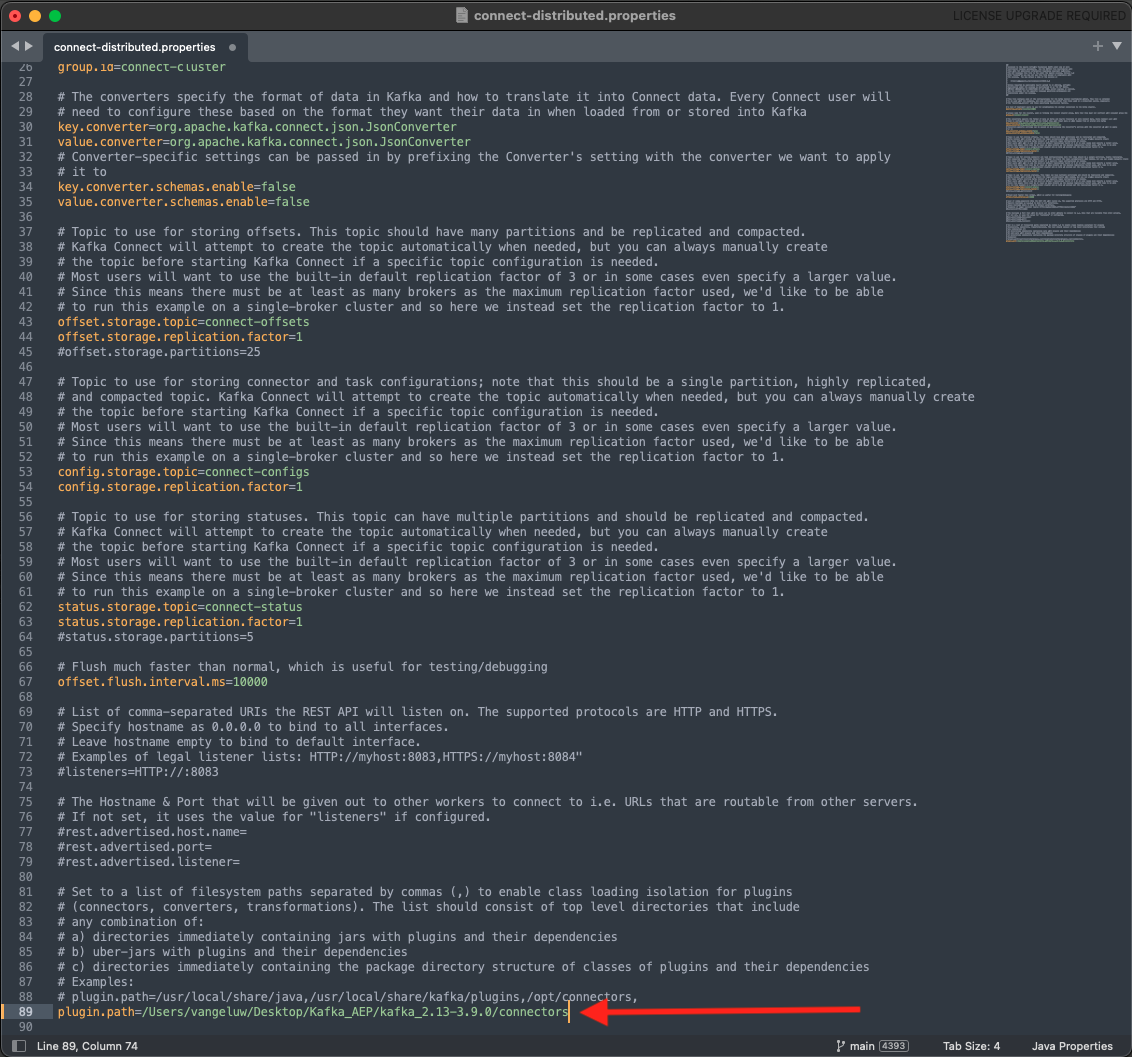 connect-distributed.properties
LICENSE UPGRADE REQUIRED
connect-distributed.properties
26 group.id=connect-cluster
27
28 # The converters specify the format of data in Kafka and how to translate it into Connect data. Every Connect user will
29 # need to configure these based on the format they want their data in when loaded from or stored into Kafka
30 key.converter=org.apache.kafka.connect.json.JsonConverter
31 value.converter=org.apache.kafka.connect.json.JsonConverter
32 # Converter-specific settings can be passed in by prefixing the Converter's setting with the converter we want to apply
33 # it to
34 key.converter.schemas.enable=false
35 value.converter.schemas.enable=false
36
37 # Topic to use for storing offsets. This topic should have many partitions and be replicated and compacted.
38 # Kafka Connect will attempt to create the topic automatically when needed, but you can always manually create
39 # the topic before starting Kafka Connect if a specific topic configuration is needed.
40 # Most users will want to use the built-in default replication factor of 3 or in some cases even specify a larger value.
41 # Since this means there must be at least as many brokers as the maximum replication factor used, we'd like to be able
42 # to run this example on a single-broker cluster and so here we instead set the replication factor to 1.
43 offset.storage.topic=connect-offsets
44 offset.storage.replication.factor=1
45 #offset.storage.partitions=25
46
47 # Topic to use for storing connector and task configurations; note that this should be a single partition, highly replicated,
48 # and compacted topic. Kafka Connect will attempt to create the topic automatically when needed, but you can always manually create
49 # the topic before starting Kafka Connect if a specific topic configuration is needed.
50 # Most users will want to use the built-in default replication factor of 3 or in some cases even specify a larger value.
51 # Since this means there must be at least as many brokers as the maximum replication factor used, we'd like to be able
52 # to run this example on a single-broker cluster and so here we instead set the replication factor to 1.
53 config.storage.topic=connect-configs
54 config.storage.replication.factor=1
55
56 # Topic to use for storing statuses. This topic can have multiple partitions and should be replicated and compacted.
57 # Kafka Connect will attempt to create the topic automatically when needed, but you can always manually create
58 # the topic before starting Kafka Connect if a specific topic configuration is needed.
59 # Most users will want to use the built-in default replication factor of 3 or in some cases even specify a larger value.
60 # Since this means there must be at least as many brokers as the maximum replication factor used, we'd like to be able
61 # to run this example on a single-broker cluster and so here we instead set the replication factor to 1.
62 status.storage.topic=connect-status
63 status.storage.replication.factor=1
64 #status.storage.partitions=5
65
66 # Flush much faster than normal, which is useful for testing/debugging
67 offset.flush.interval.ms=10000
68
69 # List of comma-separated URIs the REST API will listen on. The supported protocols are HTTP and HTTPS.
70 # Specify hostname as 0.0.0.0 to bind to all interfaces.
71 # Leave hostname empty to bind to default interface.
72 # Examples of legal listener lists: HTTP://myhost:8083,HTTPS://myhost:8084"
73 #listeners=HTTP://:8083
74
75 # The Hostname & Port that will be given out to other workers to connect to i.e. URLs that are routable from other servers.
76 # If not set, it uses the value for "listeners" if configured.
77 #rest.advertised.host.name=
78 #rest.advertised.port=
79 #rest.advertised.listener=
80
81 # Set to a list of filesystem paths separated by commas (,) to enable class loading isolation for plugins
82 # (connectors, converters, transformations). The list should consist of top level directories that include
83 # any combination of:
84 # a) directories immediately containing jars with plugins and their dependencies
85 # b) uber-jars with plugins and their dependencies
86 # c) directories immediately containing the package directory structure of classes of plugins and their dependencies
87 # Examples:
88 # plugin.path=/usr/local/share/java,/usr/local/share/kafka/plugins,/opt/connectors,
89 plugin.path=/Users/vangeluw/Desktop/Kafka_AEP/kafka_2.13-3.9.0/connectors
90
Line 89, Column 74
main 4393
Tab Size: 4
Java Properties